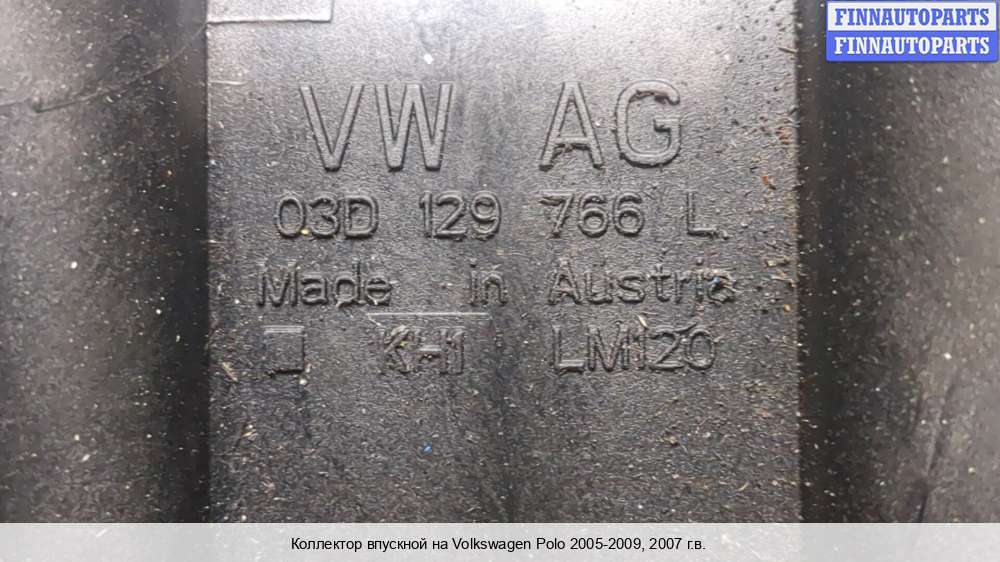 FINNAUTOPARTS
FINNAUTOPARTS
VW AG
03D 129 766 L
Made in Austria
KH1 LM120
Коллектор впускной на Volkswagen Polo 2005-2009, 2007 г.в.